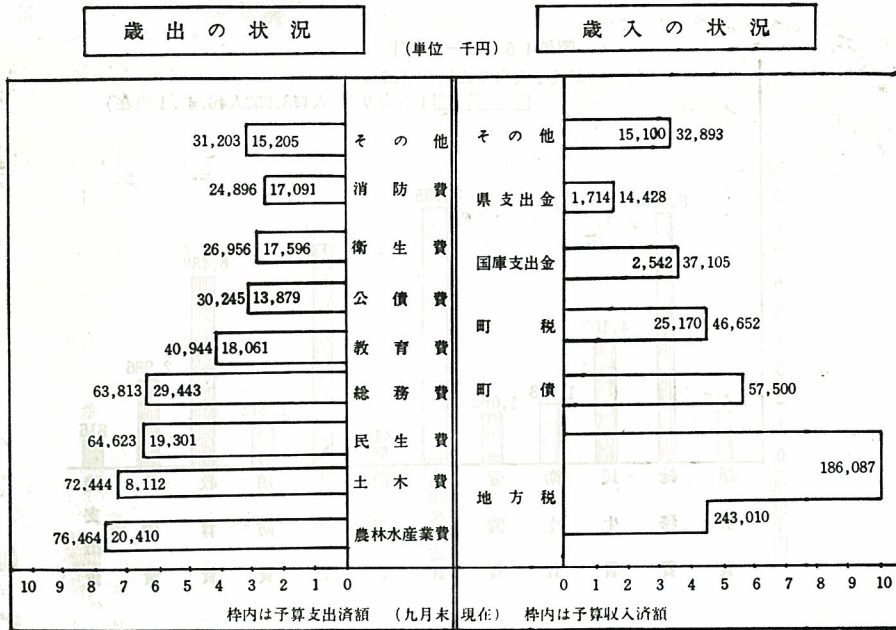 歳出の状況
(単位 千円)
歳入の状況
31,203 15,205 その他
24,896 17,091 消防費
26,956 17,596 衛生費
30,245 13,879 公債費
40,944 18,061 教育費
63,813 29,443 総務費
64,623 19,301 民生費
72,444 8,112 土木費
76,464 20,410 農林水産業費
10 9 8 7 6 5 4 3 2 1 0
枠内は予算支出済額 (九月末現在) 枠内は予算収入済額
その他 15,100 32,893
県支出金 1,714 14,428
国庫支出金 2,542 37,105
町税 25,170 46,652
町債 57,500
地方税 186,087
243,010
0 1 2 3 4 5 6 7 8 9 10